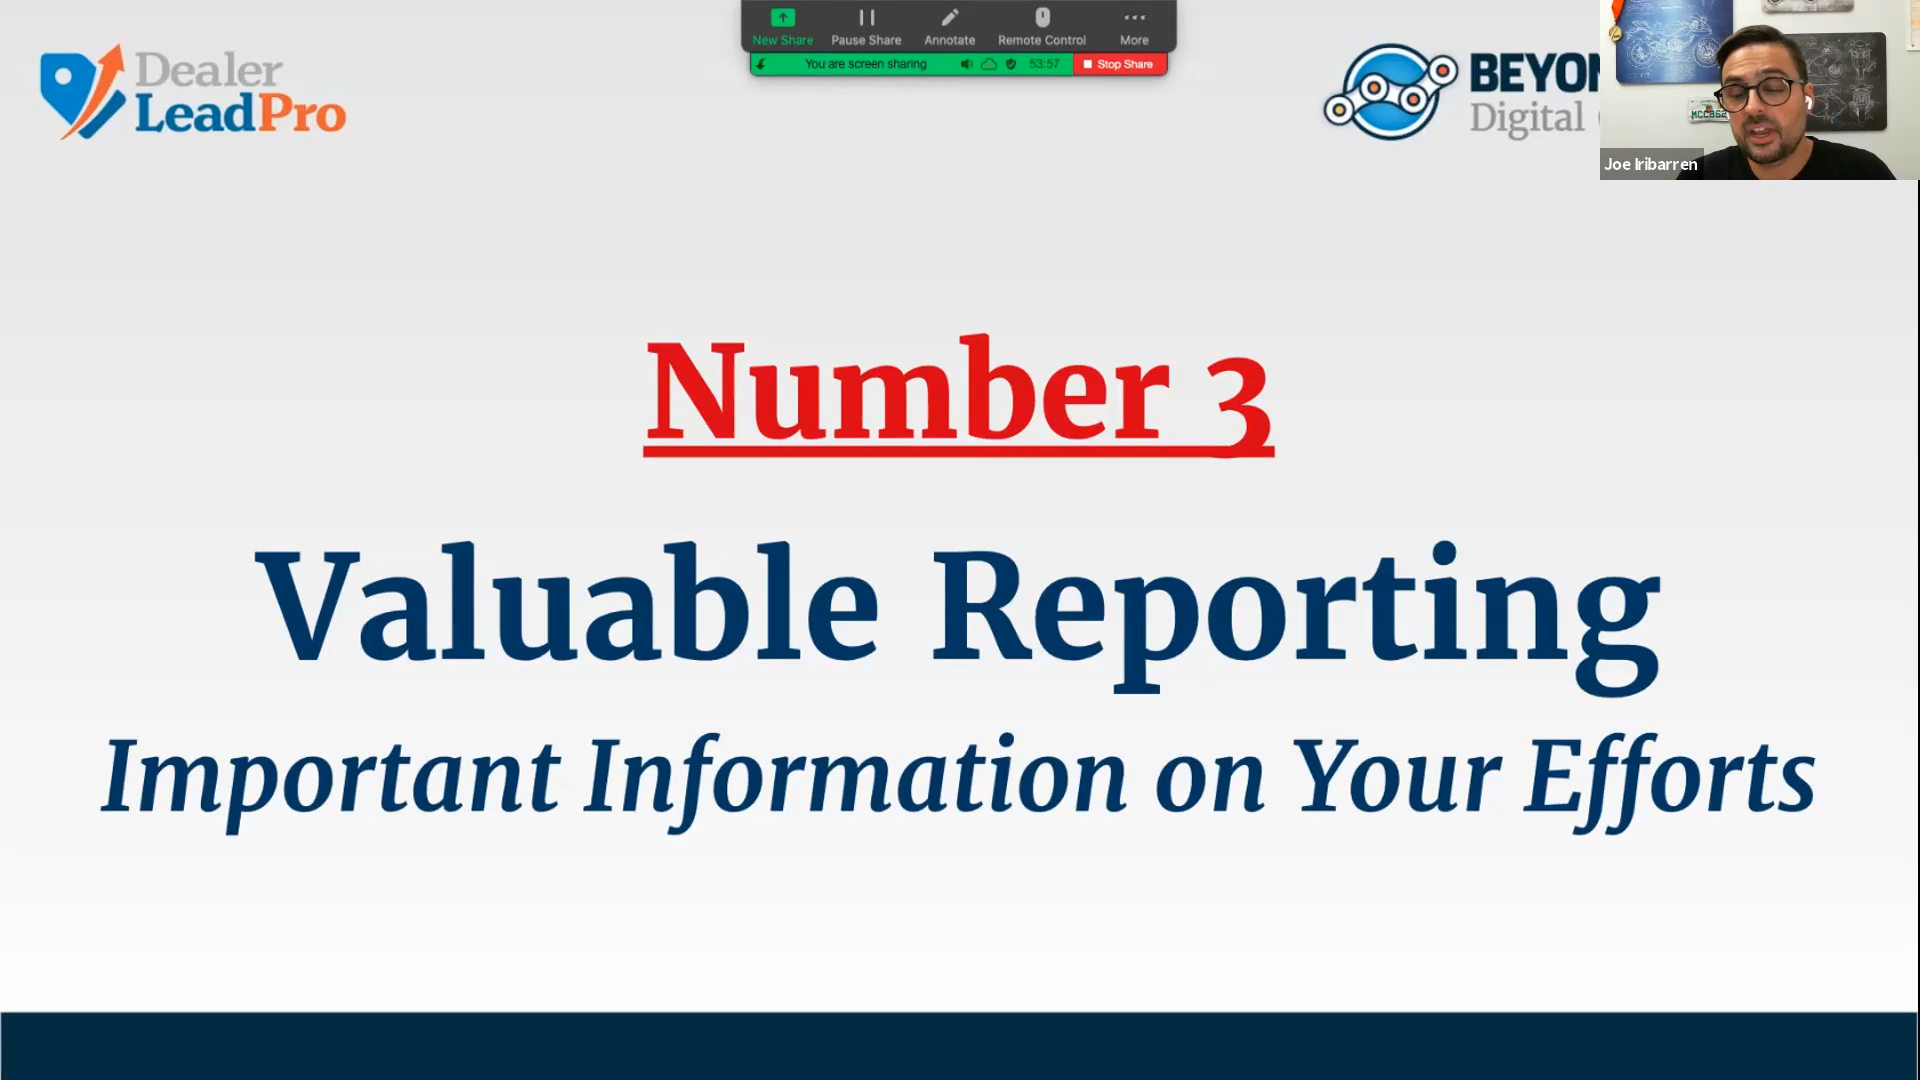 New Share
Pause Share
Annotate
Remote Control
More
You are screen sharing
53:57
Stop Share
Dealer
LeadPro
BEYON
Digital
Joe Iribarren
Number 3
Valuable Reporting
Important Information on Your Efforts